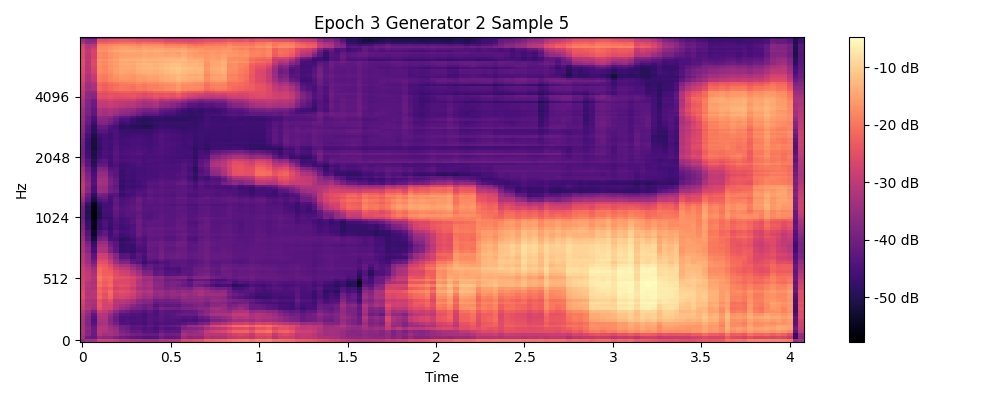 Epoch 3 Generator 2 Sample 5
Hz
4096
2048
1024
512
0
0 0.5 1 1.5 2 2.5 3 3.5 4
Time
-10 dB
-20 dB
-30 dB
-40 dB
-50 dB